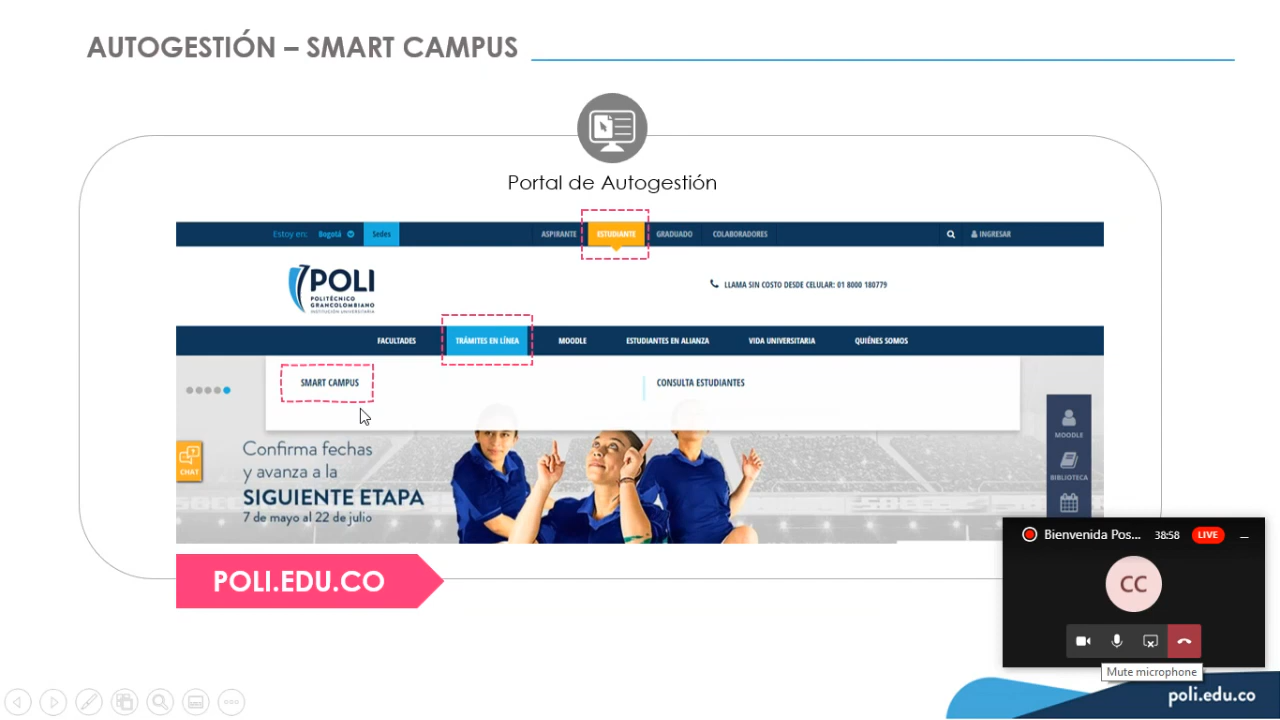 AUTOGESTIÓN – SMART CAMPUS
Portal de Autogestión
Estoy en: Bogotá Sedes ASPIRANTE ESTUDIANTE GRADUADO COLABORADORES INGRESAR
POLI
POLITÉCNICO
GRANCOLOMBIANO
INSTITUCIÓN UNIVERSITARIA
LLAMA SIN COSTO DESDE CELULAR: 01 8000 180779
FACULTADES TRÁMITES EN LÍNEA MOODLE ESTUDIANTES EN ALIANZA VIDA UNIVERSITARIA QUIÉNES SOMOS
SMART CAMPUS CONSULTA ESTUDIANTES
MOODLE
CHAT
BIBLIOTECA
Confirma fechas
y avanza a la
SIGUIENTE ETAPA
7 de mayo al 22 de julio
POLI.EDU.CO
Bienvenida Pos... 38:58 LIVE
CC
Mute microphone
poli.edu.co